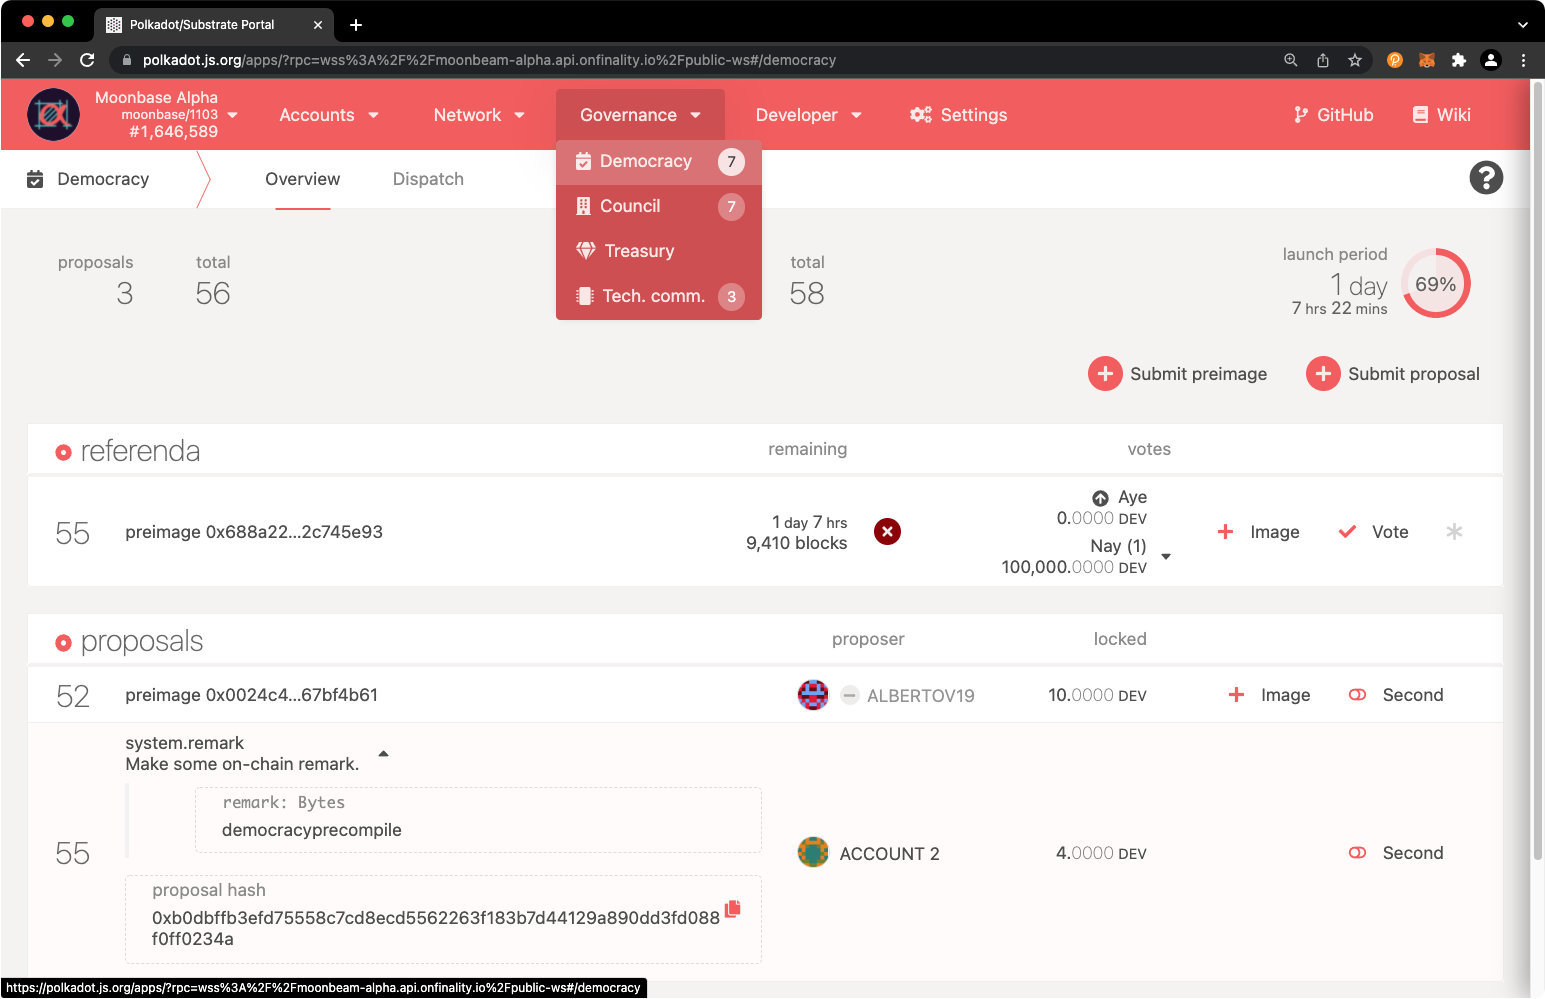 Polkadot/Substrate Portal
polkadot.js.org/apps/?rpc=wss%3A%2F%2Fmoonbeam-alpha.api.onfinality.io%2Fpublic-ws#/democracy
Moonbase Alpha
moonbase/1103
#1,646,589
Accounts
Network
Governance
Developer
Settings
GitHub
Wiki
Democracy
Overview
Dispatch
Democracy 7
Council 7
Treasury
Tech. comm. 3
proposals
3
total
56
total
58
launch period
1 day
7 hrs 22 mins
69%
Submit preimage
Submit proposal
referenda
remaining
votes
55
preimage 0x688a22...2c745e93
1 day 7 hrs
9,410 blocks
Aye
0.0000 DEV
Nay (1)
100,000.0000 DEV
Image
Vote
proposals
proposer
locked
52
preimage 0x0024c4...67bf4b61
ALBERTOV19
10.0000 DEV
Image
Second
55
system.remark
Make some on-chain remark.
remark: Bytes
democracyprecompile
proposal hash
0xb0dbffb3efd75558c7cd8ecd5562263f183b7d44129a890dd3fd088
f0ff0234a
ACCOUNT 2
4.0000 DEV
Second
https://polkadot.js.org/apps/?rpc=wss%3A%2F%2Fmoonbeam-alpha.api.onfinality.io%2Fpublic-ws#/democracy